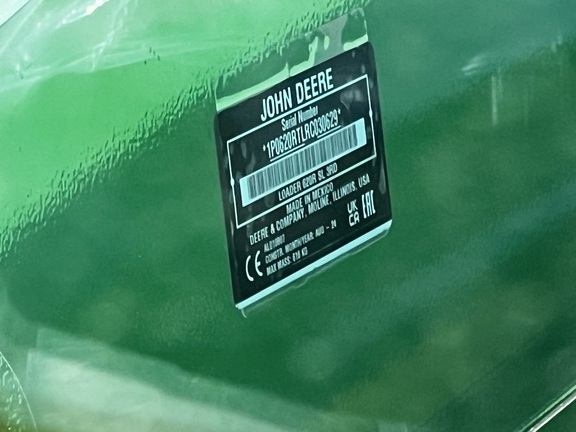 JOHN DEERE
Serial Number
*1P0620RTLRC030629*
LOADER 620R SL 3RD
MADE IN MEXICO
DEERE & COMPANY, MOLINE, ILLINOIS, USA
CONSTR. MONTH/YEAR: AUG - 24
MAX MASS: 616 KG
CE
UK
CA
EAC